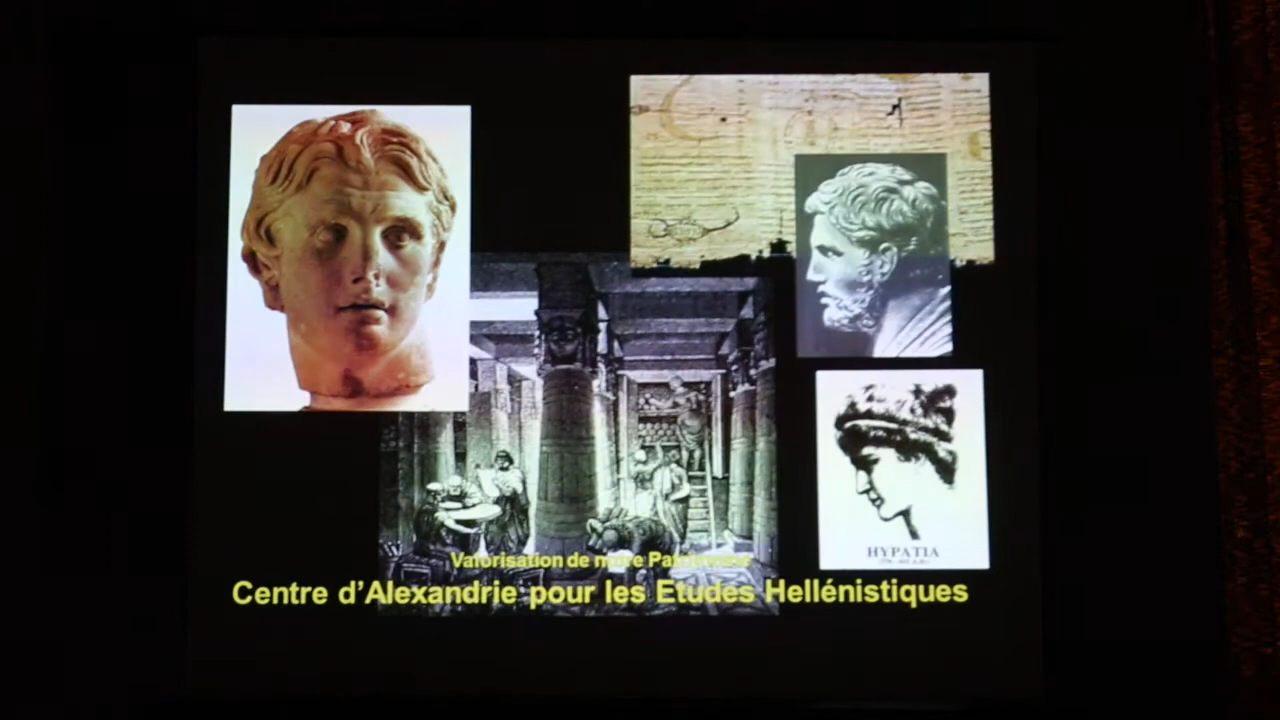 HYPATIA
Valorisation de notre Patrimoine
Centre d’Alexandrie pour les Etudes Hellénistiques